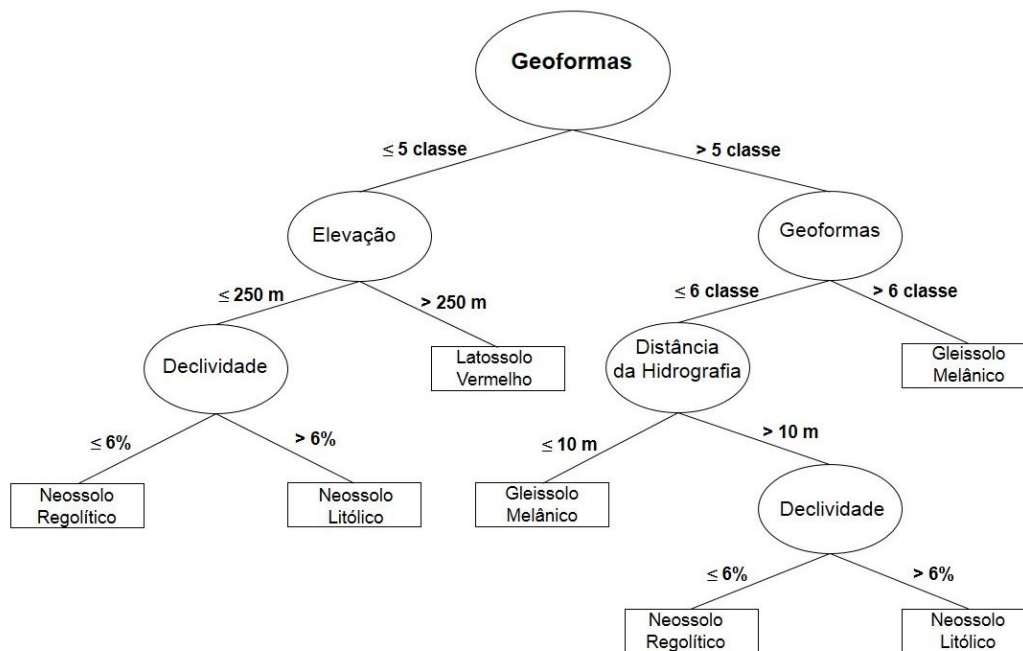 Geoformas
≤ 5 classe
> 5 classe
Elevação
Geoformas
≤ 250 m
> 250 m
≤ 6 classe
> 6 classe
Declividade
Latossolo
Vermelho
Distância
da Hidrografia
Gleissolo
Melânico
≤ 6%
> 6%
≤ 10 m
> 10 m
Neossolo
Regolítico
Neossolo
Litólico
Gleissolo
Melânico
Declividade
≤ 6%
> 6%
Neossolo
Regolítico
Neossolo
Litólico